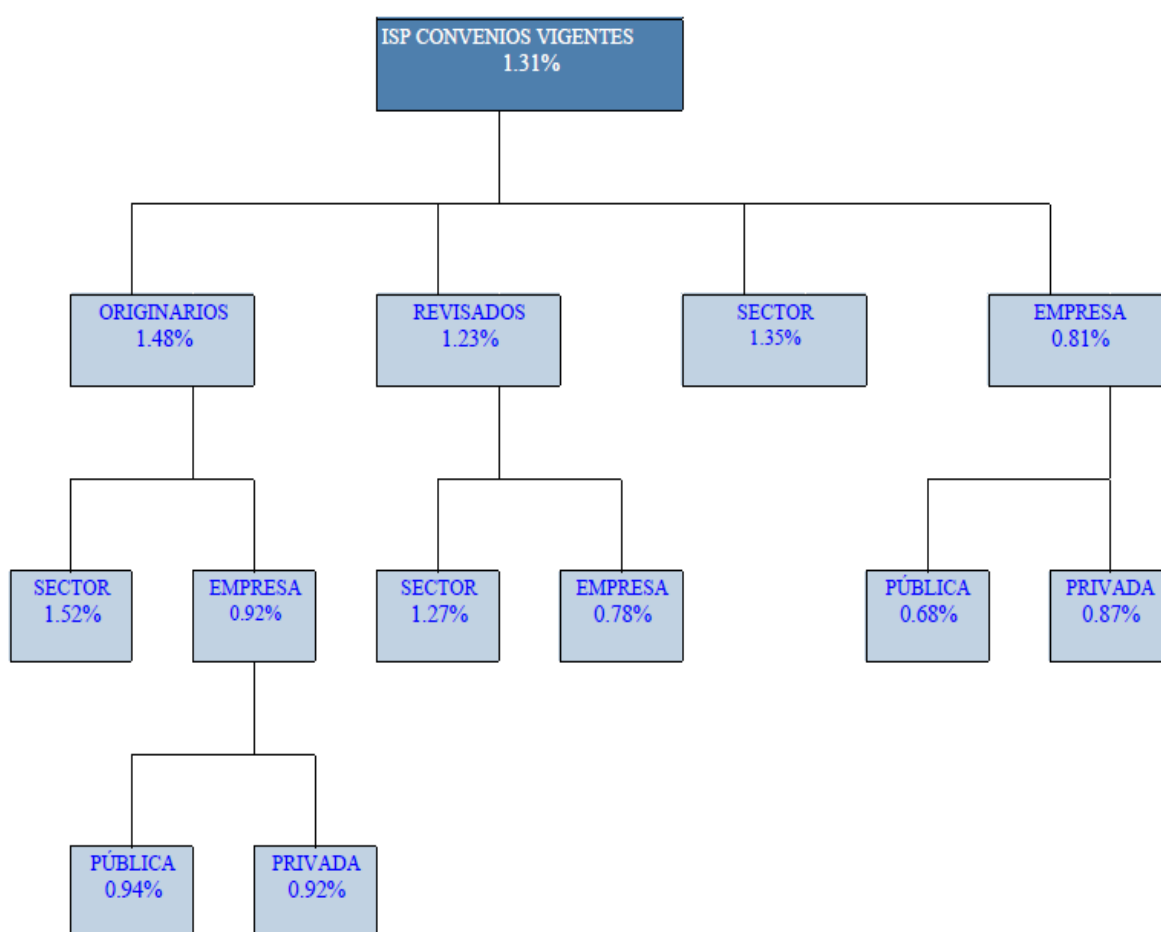 ISP CONVENIOS VIGENTES
1.31%
ORIGINARIOS
1.48%
REVISADOS
1.23%
SECTOR
1.35%
EMPRESA
0.81%
SECTOR
1.52%
EMPRESA
0.92%
SECTOR
1.27%
EMPRESA
0.78%
PÚBLICA
0.68%
PRIVADA
0.87%
PÚBLICA
0.94%
PRIVADA
0.92%